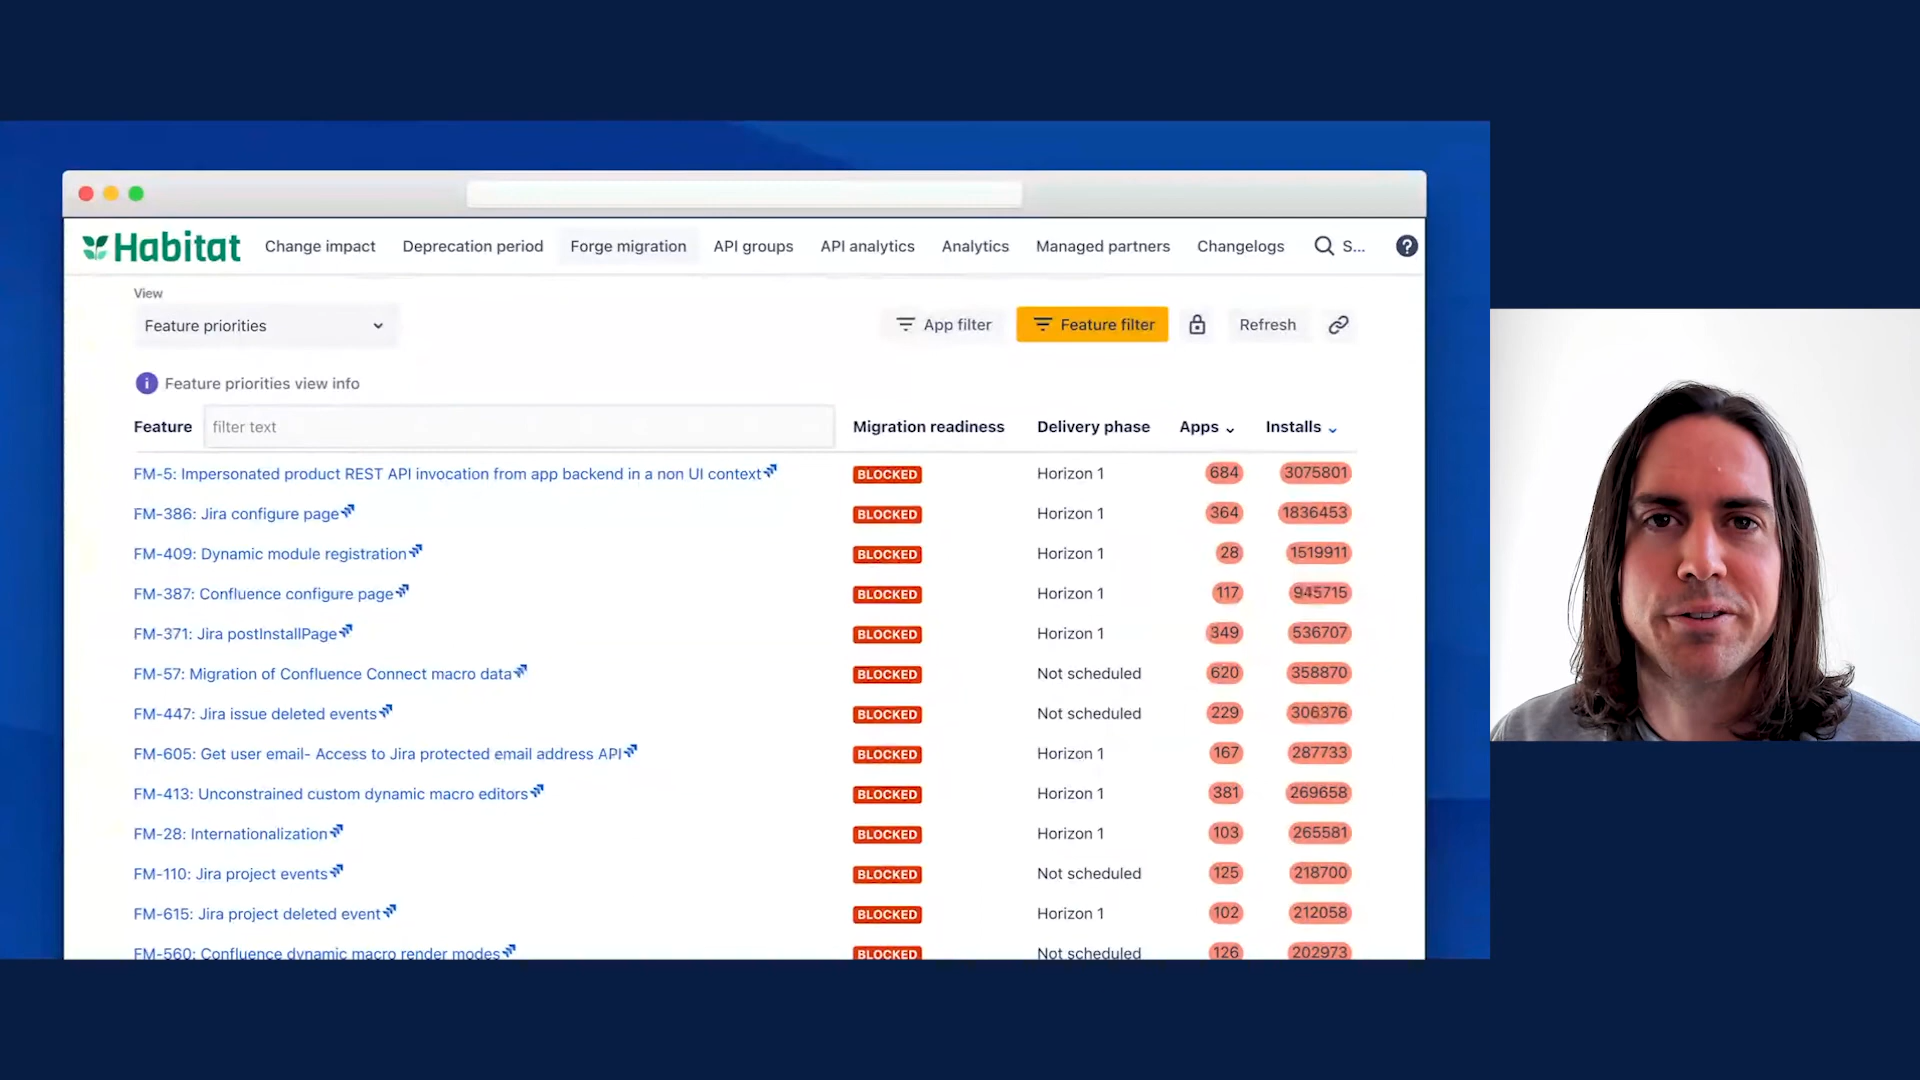 Habitat Change impact Deprecation period Forge migration API groups API analytics Analytics Managed partners Changelogs S... ?
View
Feature priorities
App filter Feature filter Refresh
i Feature priorities view info
Feature filter text Migration readiness Delivery phase Apps Installs
FM-5: Impersonated product REST API invocation from app backend in a non UI context BLOCKED Horizon 1 684 3075801
FM-386: Jira configure page BLOCKED Horizon 1 364 1836453
FM-409: Dynamic module registration BLOCKED Horizon 1 28 1519911
FM-387: Confluence configure page BLOCKED Horizon 1 117 945715
FM-371: Jira postInstallPage BLOCKED Horizon 1 349 536707
FM-57: Migration of Confluence Connect macro data BLOCKED Not scheduled 620 358870
FM-447: Jira issue deleted events BLOCKED Not scheduled 229 306376
FM-605: Get user email- Access to Jira protected email address API BLOCKED Horizon 1 167 287733
FM-413: Unconstrained custom dynamic macro editors BLOCKED Horizon 1 381 269658
FM-28: Internationalization BLOCKED Horizon 1 103 265581
FM-110: Jira project events BLOCKED Not scheduled 125 218700
FM-615: Jira project deleted event BLOCKED Horizon 1 102 212058
FM-560: Confluence dynamic macro render modes BLOCKED Not scheduled 126 202973